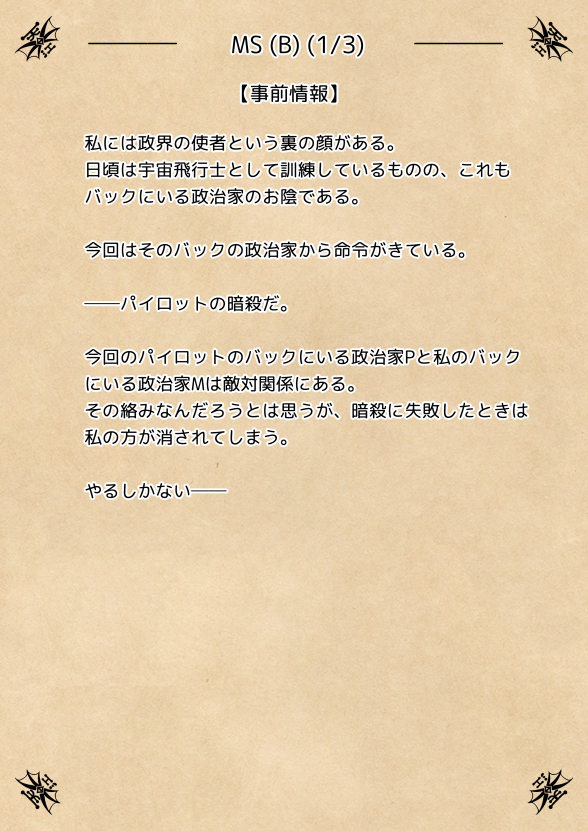 MS (B) (1/3)
【事前情報】
私には政界の使者という裏の顔がある。
日頃は宇宙飛行士として訓練しているものの、これも
バックにいる政治家のお陰である。
今回はそのバックの政治家から命令がきている。
――パイロットの暗殺だ。
今回のパイロットのバックにいる政治家Pと私のバック
にいる政治家Mは敵対関係にある。
その絡みなんだろうとは思うが、暗殺に失敗したときは
私の方が消されてしまう。
やるしかない――